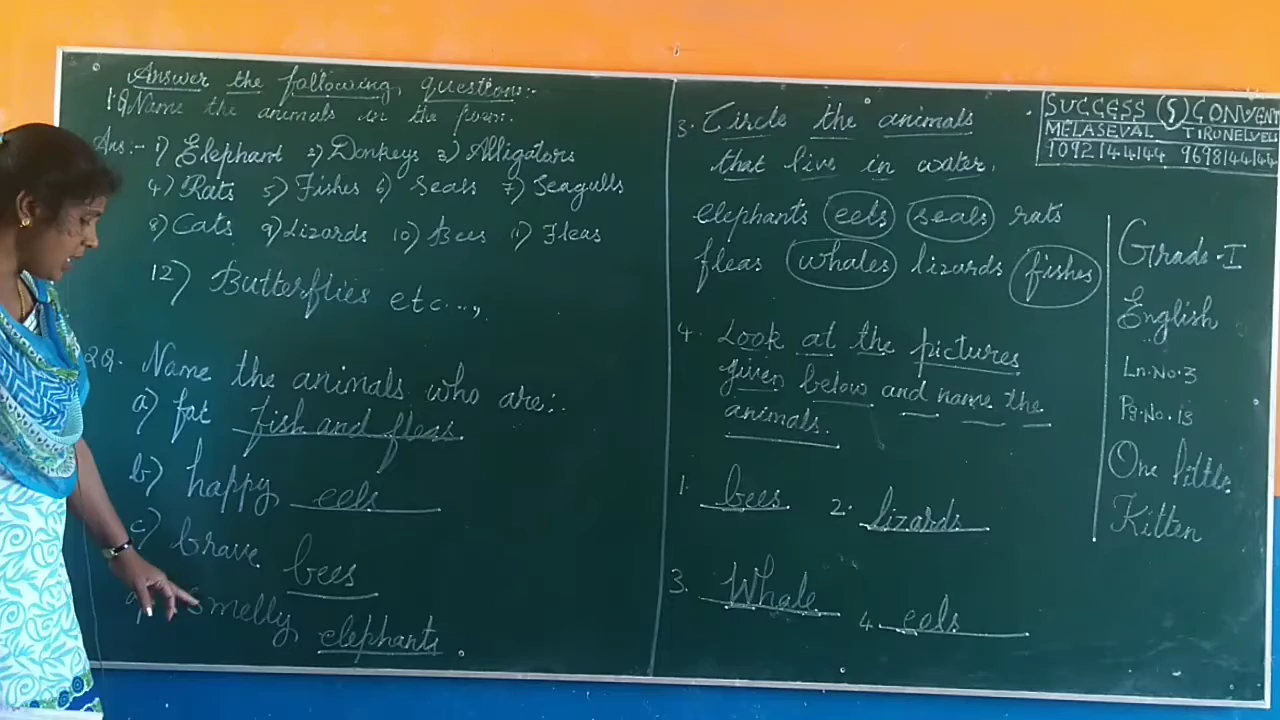 Answer the following questions:-
1.Q Name the animals in the poem.
Ans:- 1) Elephant 2) Donkeys 3) Alligators
4) Rats 5) Fishes 6) Seals 7) Seagulls
8) Cats 9) Lizards 10) Bees 11) Fleas
12) Butterflies etc...,
2Q. Name the animals who are:-
a) fat fish and fleas
b) happy eels
c) brave bees
smelly elephants.
3. Circle the animals
that live in water.
elephants eels seals rats
fleas whales lizards fishes
4. Look at the pictures
given below and name the
animals.
1. bees 2. lizards
3. Whale 4. eels
SUCCESS (S) CONVENT
MELASEVAL TIRUNELVELI
1092144144 9698144144
Grade-I
English
Ln.No.3
Pg.No.13
One little
Kitten